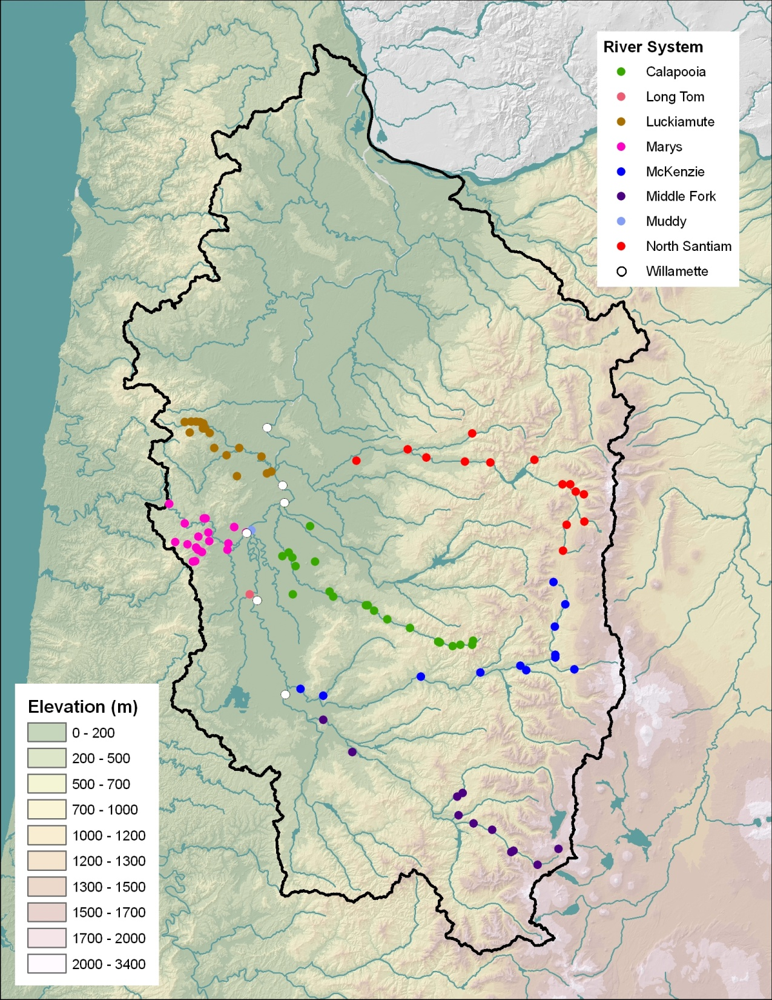 River System
Calapooia
Long Tom
Luckiamute
Marys
McKenzie
Middle Fork
Muddy
North Santiam
Willamette
Elevation (m)
0 - 200
200 - 500
500 - 700
700 - 1000
1000 - 1200
1200 - 1300
1300 - 1500
1500 - 1700
1700 - 2000
2000 - 3400